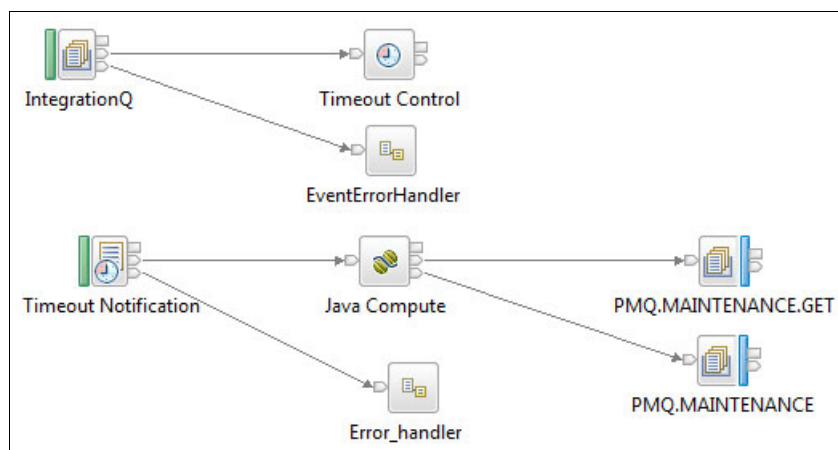 IntegrationQ
Timeout Control
EventErrorHandler
Timeout Notification
Java Compute
PMQ.MAINTENANCE.GET
PMQ.MAINTENANCE
Error_handler